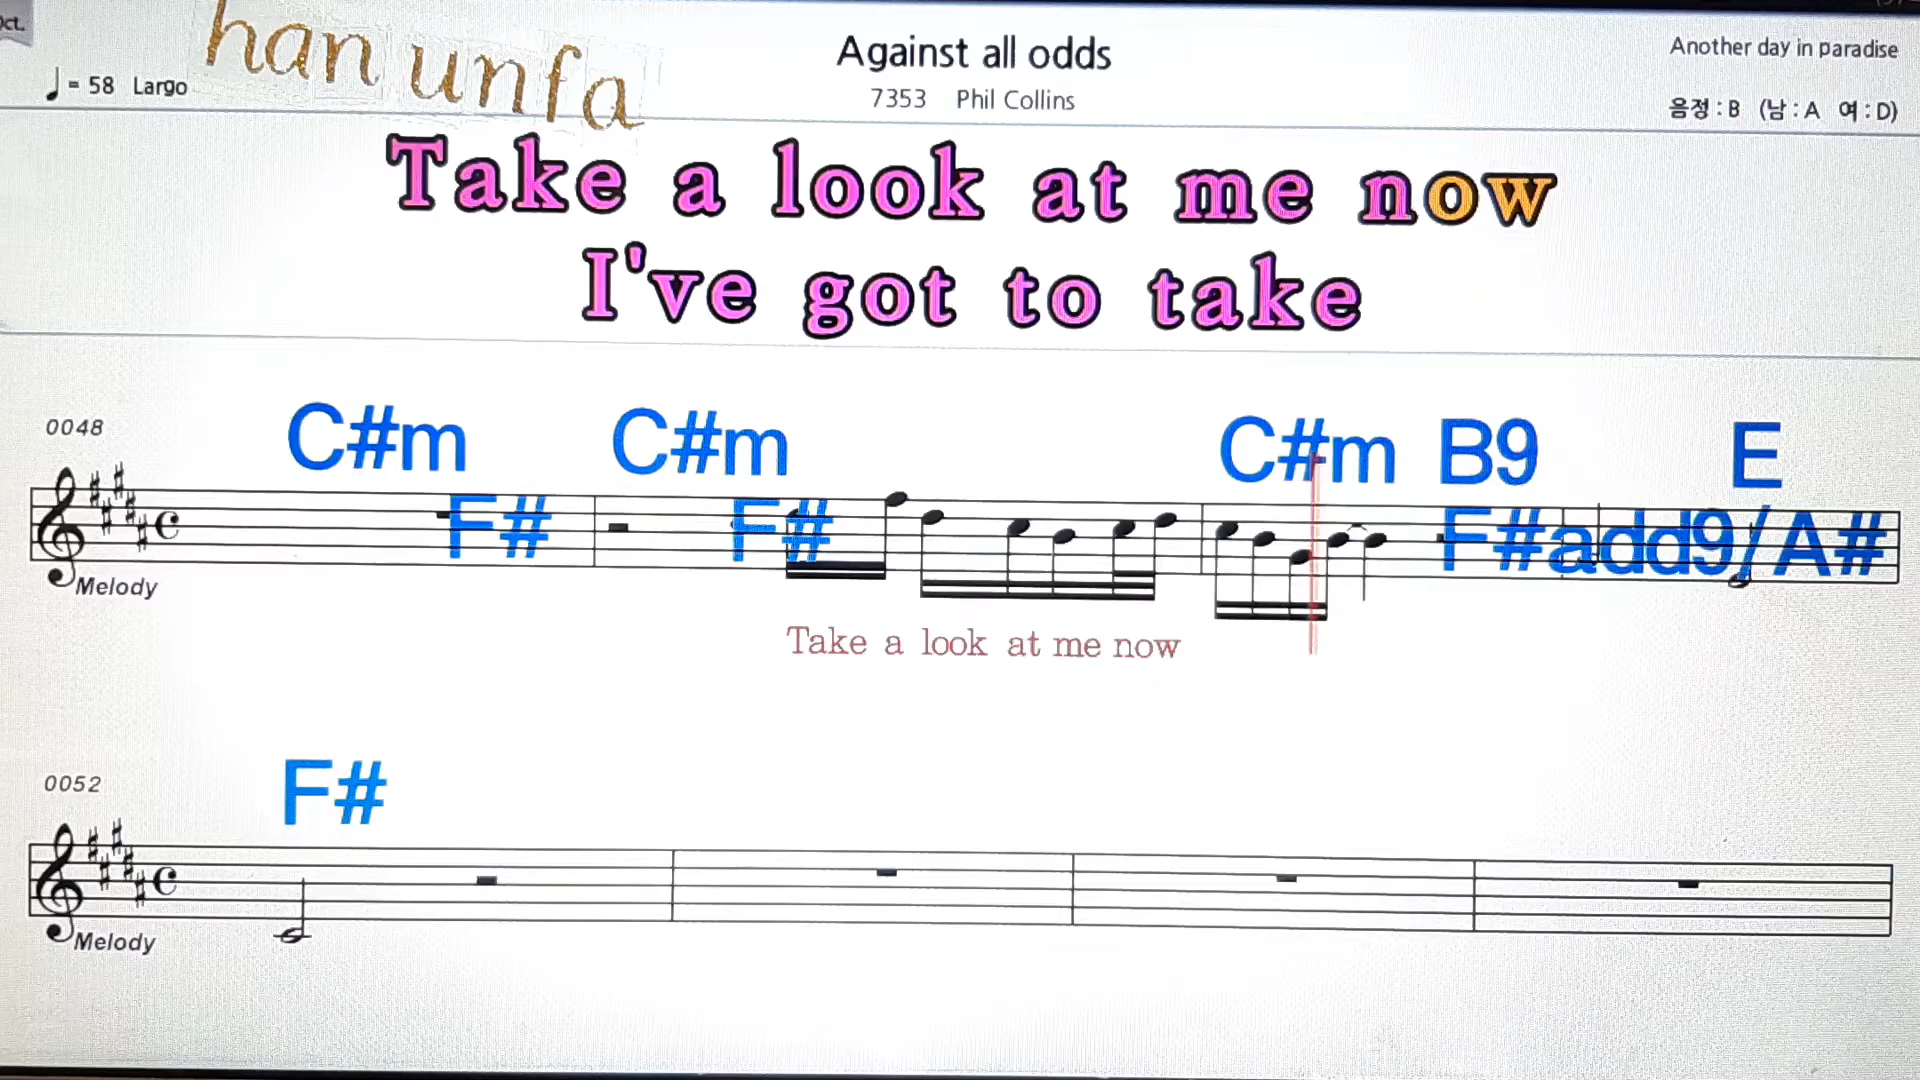 Oct.
han unfa
♩ = 58 Largo
Against all odds
7353 Phil Collins
Another day in paradise
음정 : B (남 : A 여 : D)
Take a look at me now
I've got to take
0048
C#m C#m C#m B9 E
F# F# F#add9/A#
Melody
Take a look at me now
0052
F#
Melody